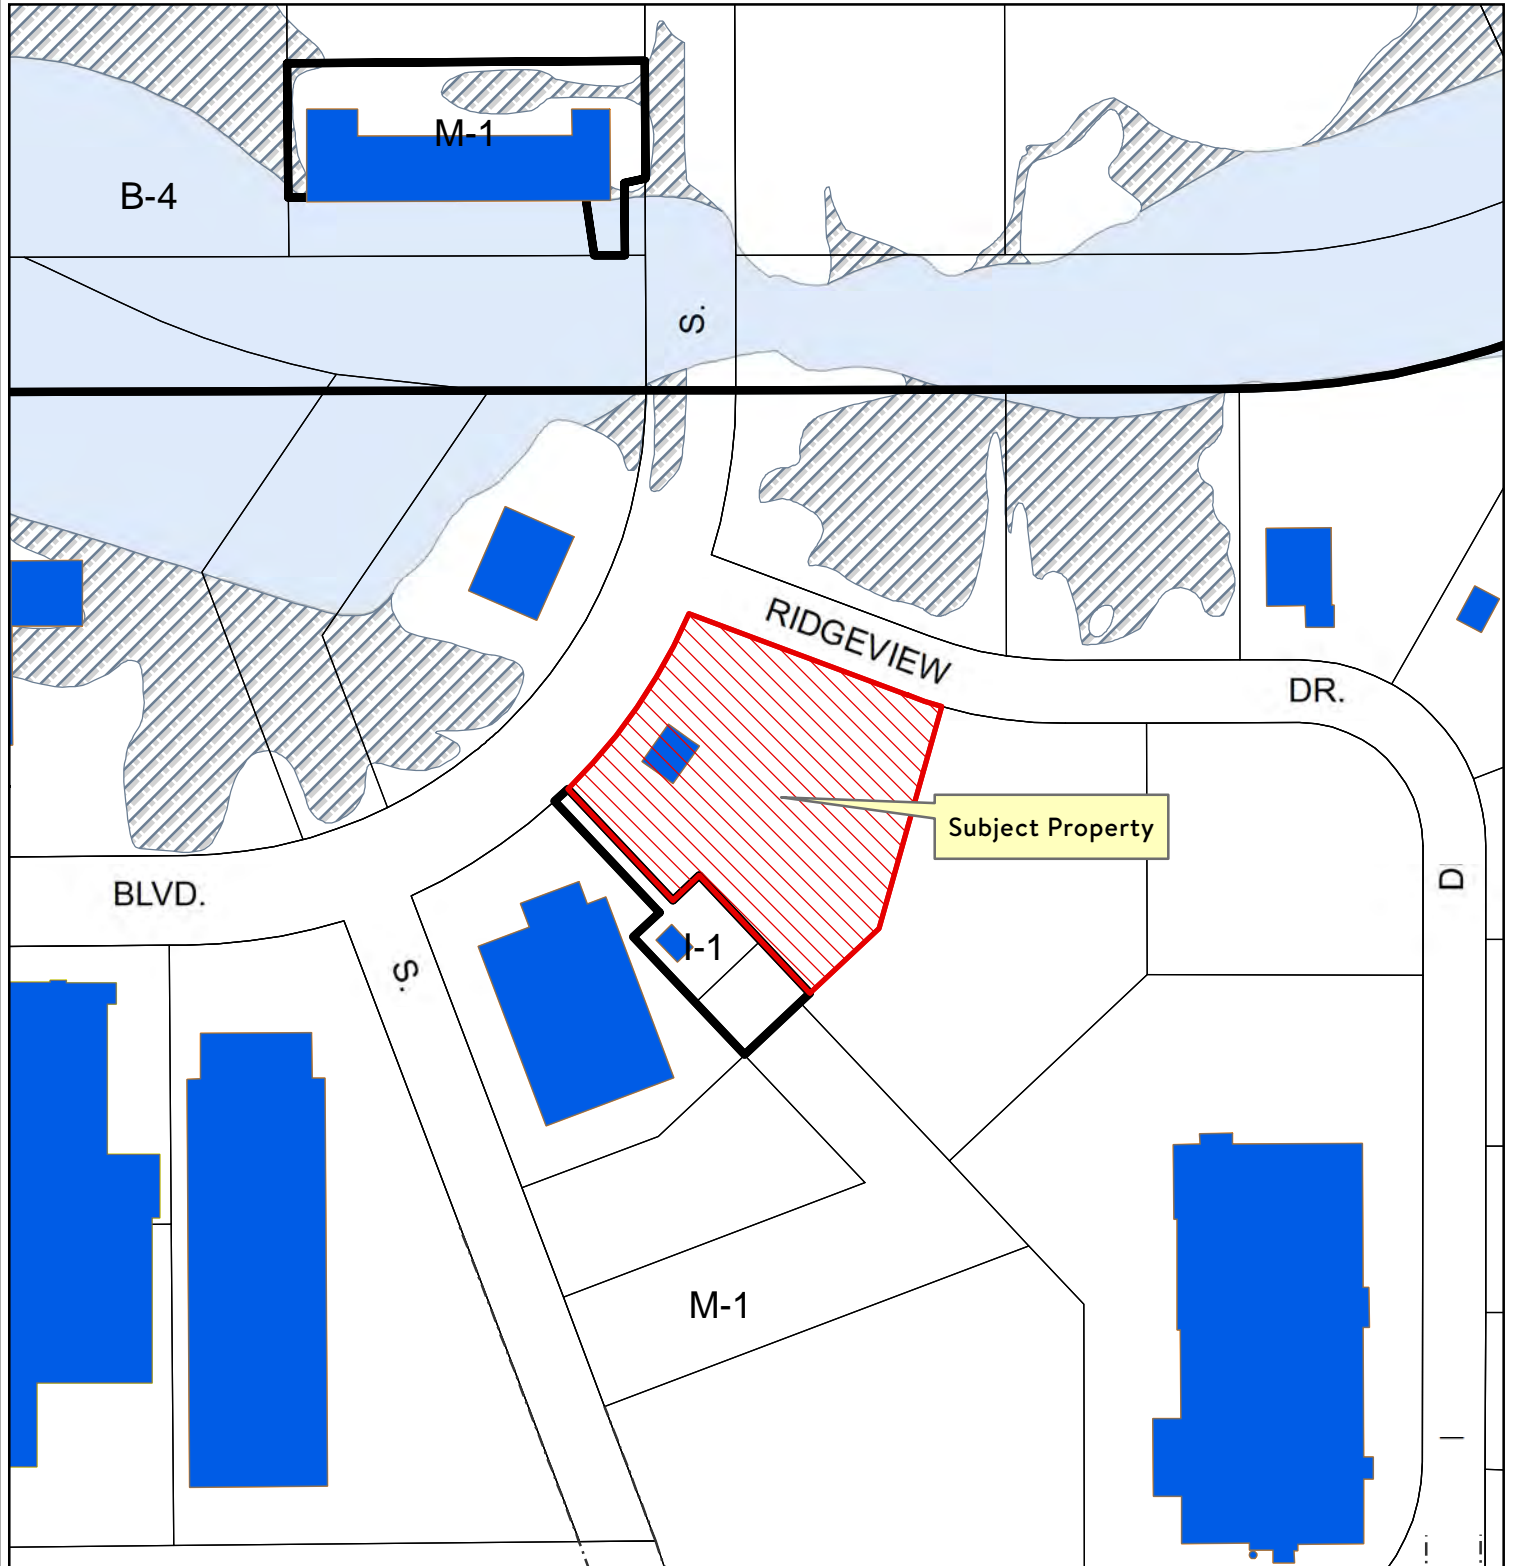 M-1
B-4
S.
RIDGEVIEW
DR.
Subject Property
D
BLVD.
I-1
S.
M-1